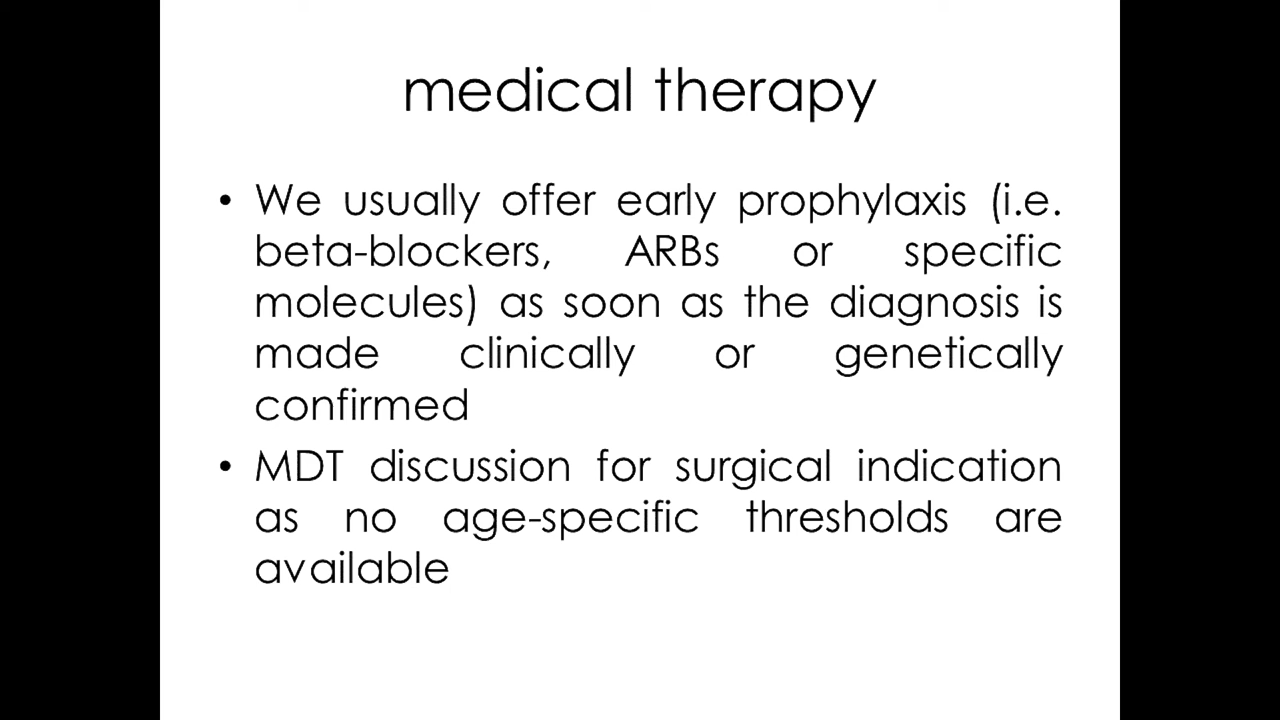 medical therapy
• We usually offer early prophylaxis (i.e.
beta-blockers, ARBs or specific
molecules) as soon as the diagnosis is
made clinically or genetically
confirmed
• MDT discussion for surgical indication
as no age-specific thresholds are
available